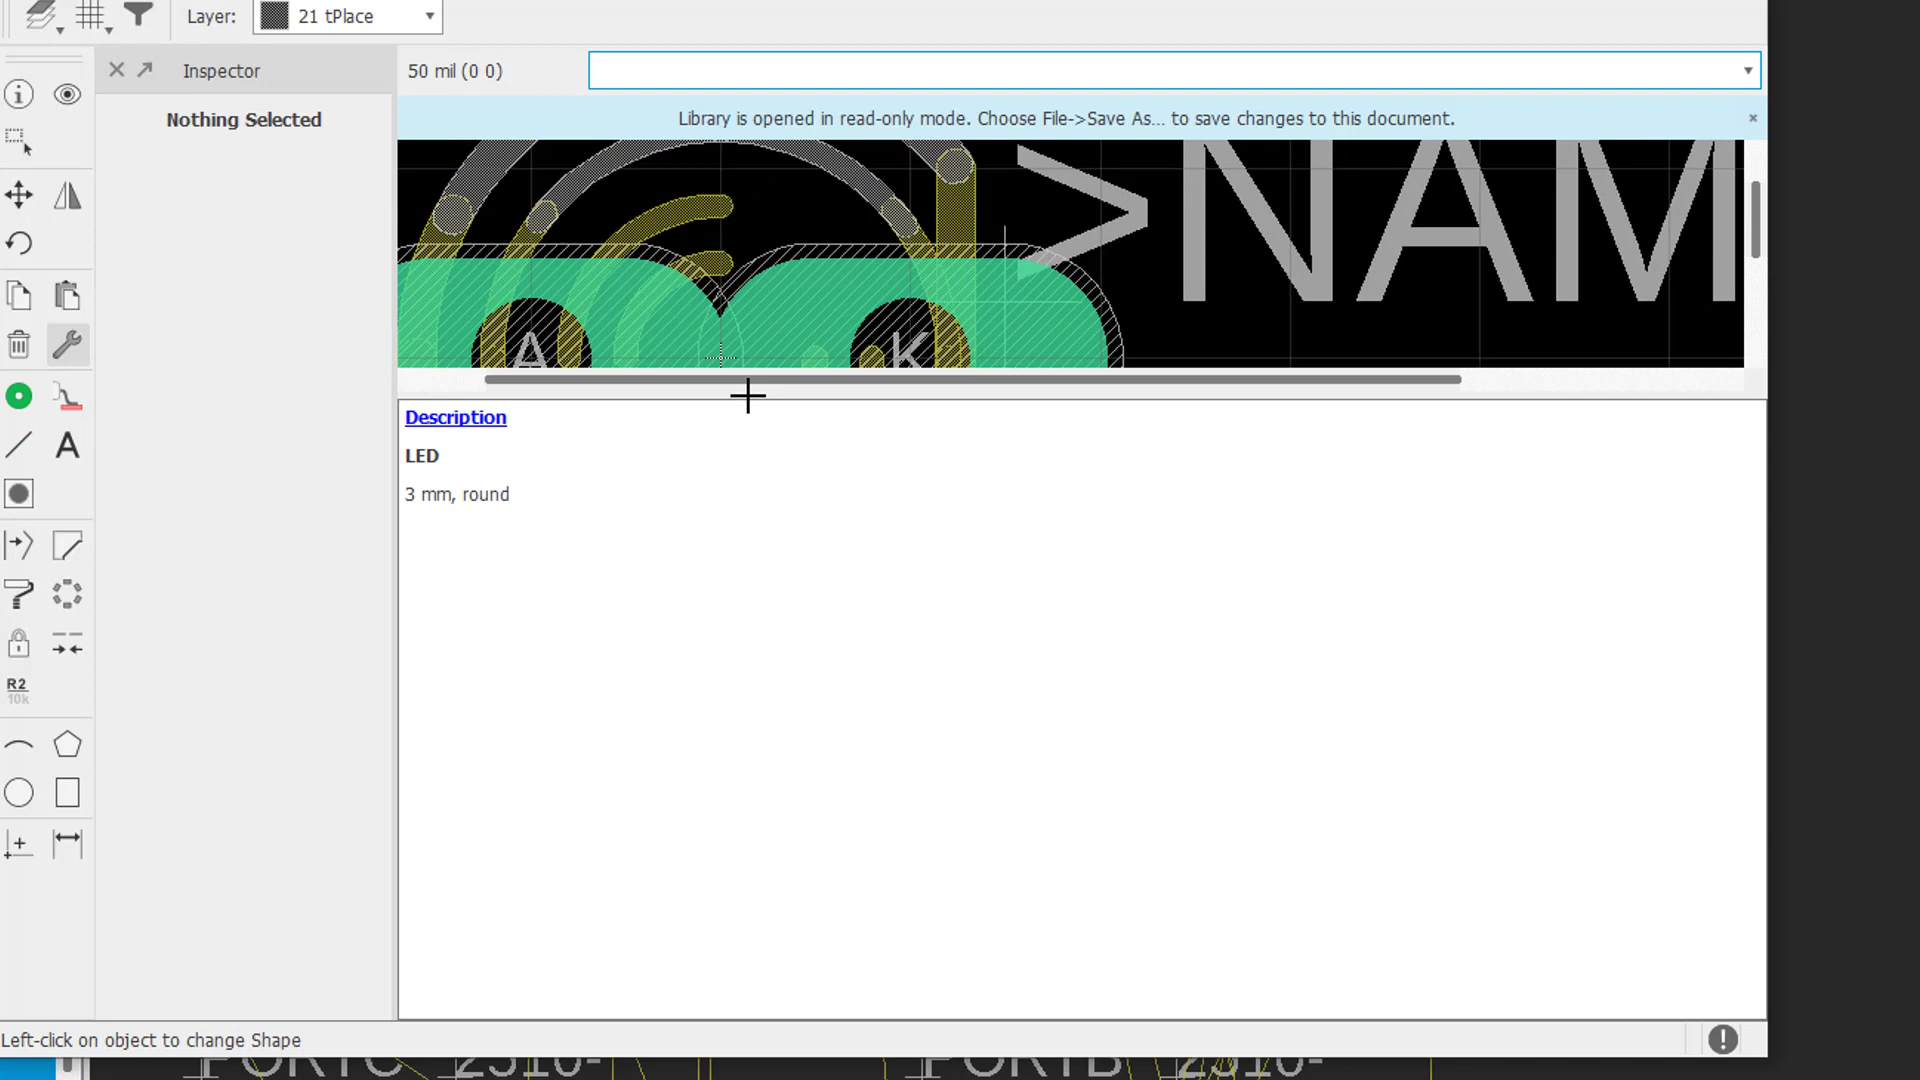 Layer: 21 tPlace
Inspector
50 mil (0 0)
Nothing Selected
Library is opened in read-only mode. Choose File->Save As... to save changes to this document.
>NAM
A
K
Description
LED
3 mm, round
A
R2
10k
Left-click on object to change Shape